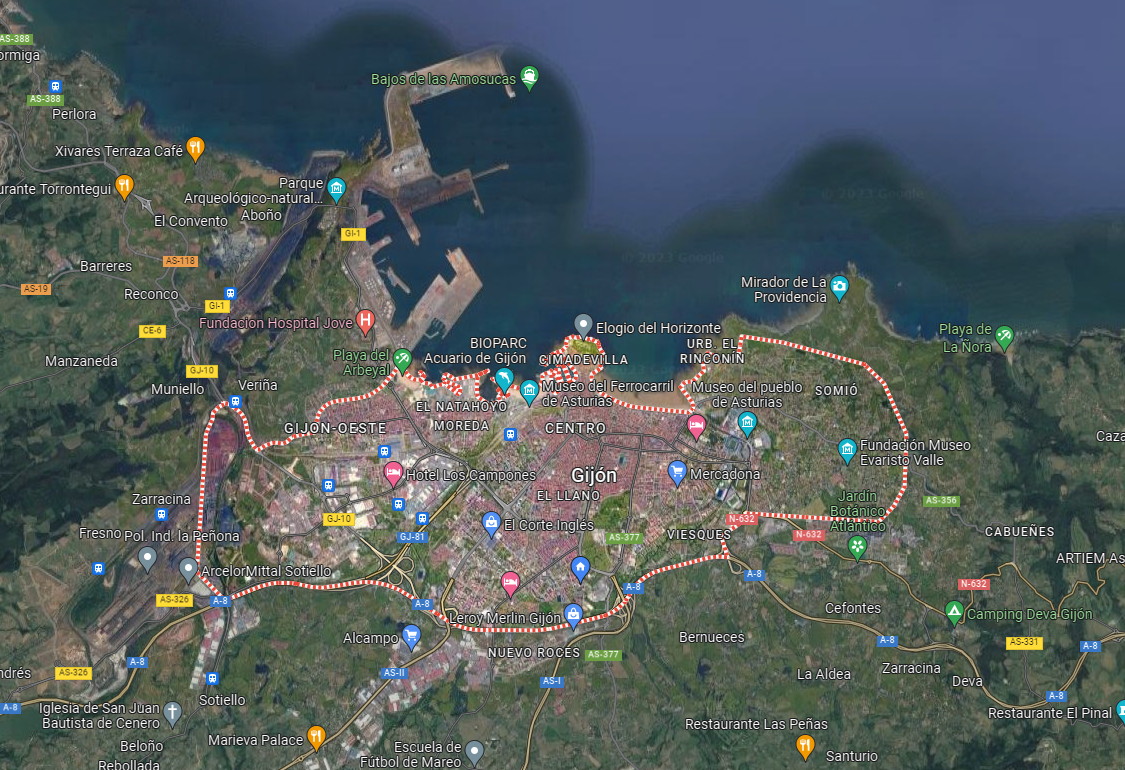 AS-388
ormiga
Bajos de las Amosucas
AS-388
Perlora
Xivares Terraza Café
urante Torrontegui
Parque
Arqueológico-natural...
Aboño
El Convento
GI-1
© 2023 Google
AS-118
© 2023 Google
Barreres
AS-19
Reconco
GI-1
Mirador de La
Providencia
Fundación Hospital Jove
CE-6
Elogio del Horizonte
Playa de
La Ñora
BIOPARC
Acuario de Gijón
CIMADEVILLA
URB. EL
RINCONÍN
Manzaneda
Playa del
Arbeyal
GJ-10
Muniello
Veriña
Museo del Ferrocarril
de Asturias
Museo del pueblo
de Asturias
SOMIÓ
EL NATAHOYO
MOREDA
GIJON-OESTE
CENTRO
Caza
Fundación Museo
Evaristo Valle
Hotel Los Campones
Gijón
Mercadona
EL LLANO
Zarracina
Jardín
Botánico
Atlántico
AS-356
GJ-10
El Corte Inglés
N-632
N-632
Fresno
Pol. Ind. la Peñona
GJ-81
AS-377
VIESQUES
CABUEÑES
ARTIEM As
ArcelorMittal Sotiello
A-8
N-632
AS-326
A-8
A-8
A-8
Leroy Merlin Gijón
Cefontes
Camping Deva Gijón
Alcampo
Bernueces
A-8
AS-331
A-8
NUEVO ROCES
AS-377
A-8
ndrés
AS-326
AS-II
AS-I
La Aldea
Zarracina
Deva
A-8
Sotiello
A-8
Iglesia de San Juan
Bautista de Cenero
Restaurante El Pinal
Marieva Palace
Restaurante Las Peñas
Beloño
Escuela de
Fútbol de Mareo
Santurio
Rebollada